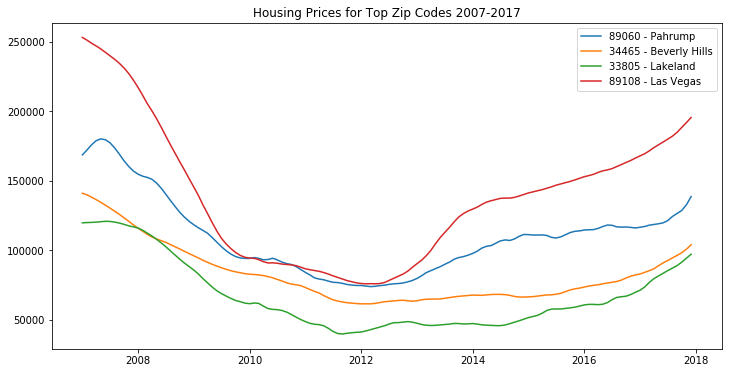 Housing Prices for Top Zip Codes 2007-2017
89060 - Pahrump
34465 - Beverly Hills
33805 - Lakeland
89108 - Las Vegas
250000
200000
150000
100000
50000
2008
2010
2012
2014
2016
2018